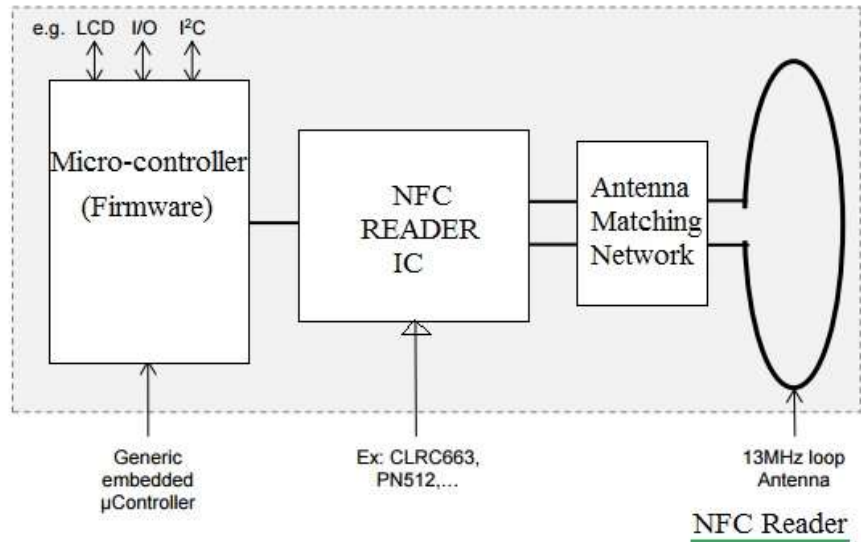 e.g. LCD I/O I²C
Micro-controller
(Firmware)
NFC
READER
IC
Antenna
Matching
Network
Generic
embedded
µController
Ex: CLRC663,
PN512,...
13MHz loop
Antenna
NFC Reader